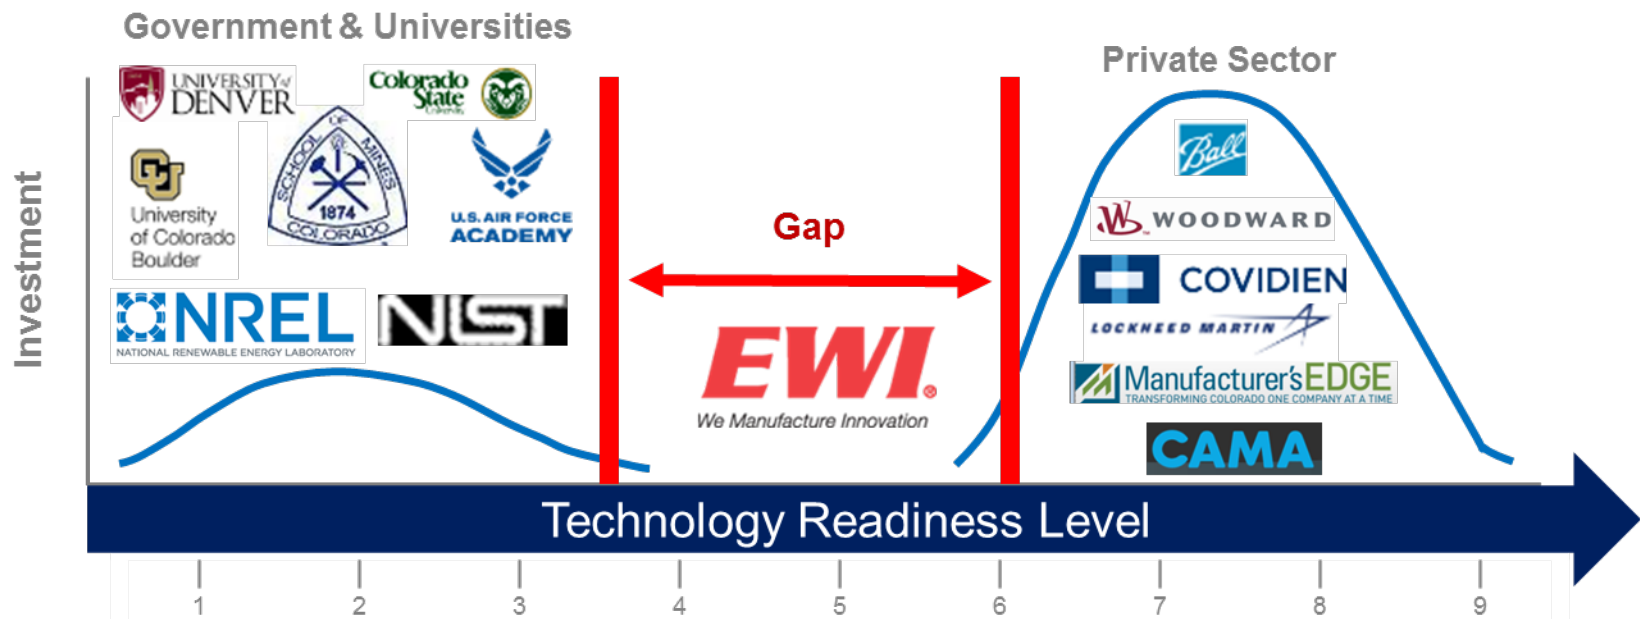 Government & Universities
Private Sector
Investment
UNIVERSITY of
DENVER
Colorado
State
University
SCHOOL OF MINES
1874
COLORADO
CU
University
of Colorado
Boulder
U.S. AIR FORCE
ACADEMY
NREL
NATIONAL RENEWABLE ENERGY LABORATORY
NIST
Gap
EWI®
We Manufacture Innovation
Ball
W WOODWARD
COVIDIEN
LOCKHEED MARTIN
Manufacturer'sEDGE
TRANSFORMING COLORADO ONE COMPANY AT A TIME
CAMA
Technology Readiness Level
1 2 3 4 5 6 7 8 9